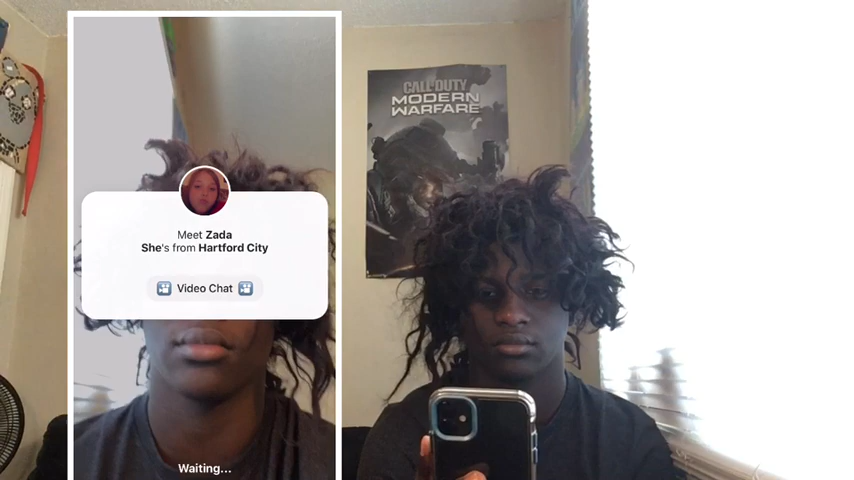 Meet Zada
She's from Hartford City
Video Chat
Waiting...
CALL OF DUTY
MODERN
WARFARE